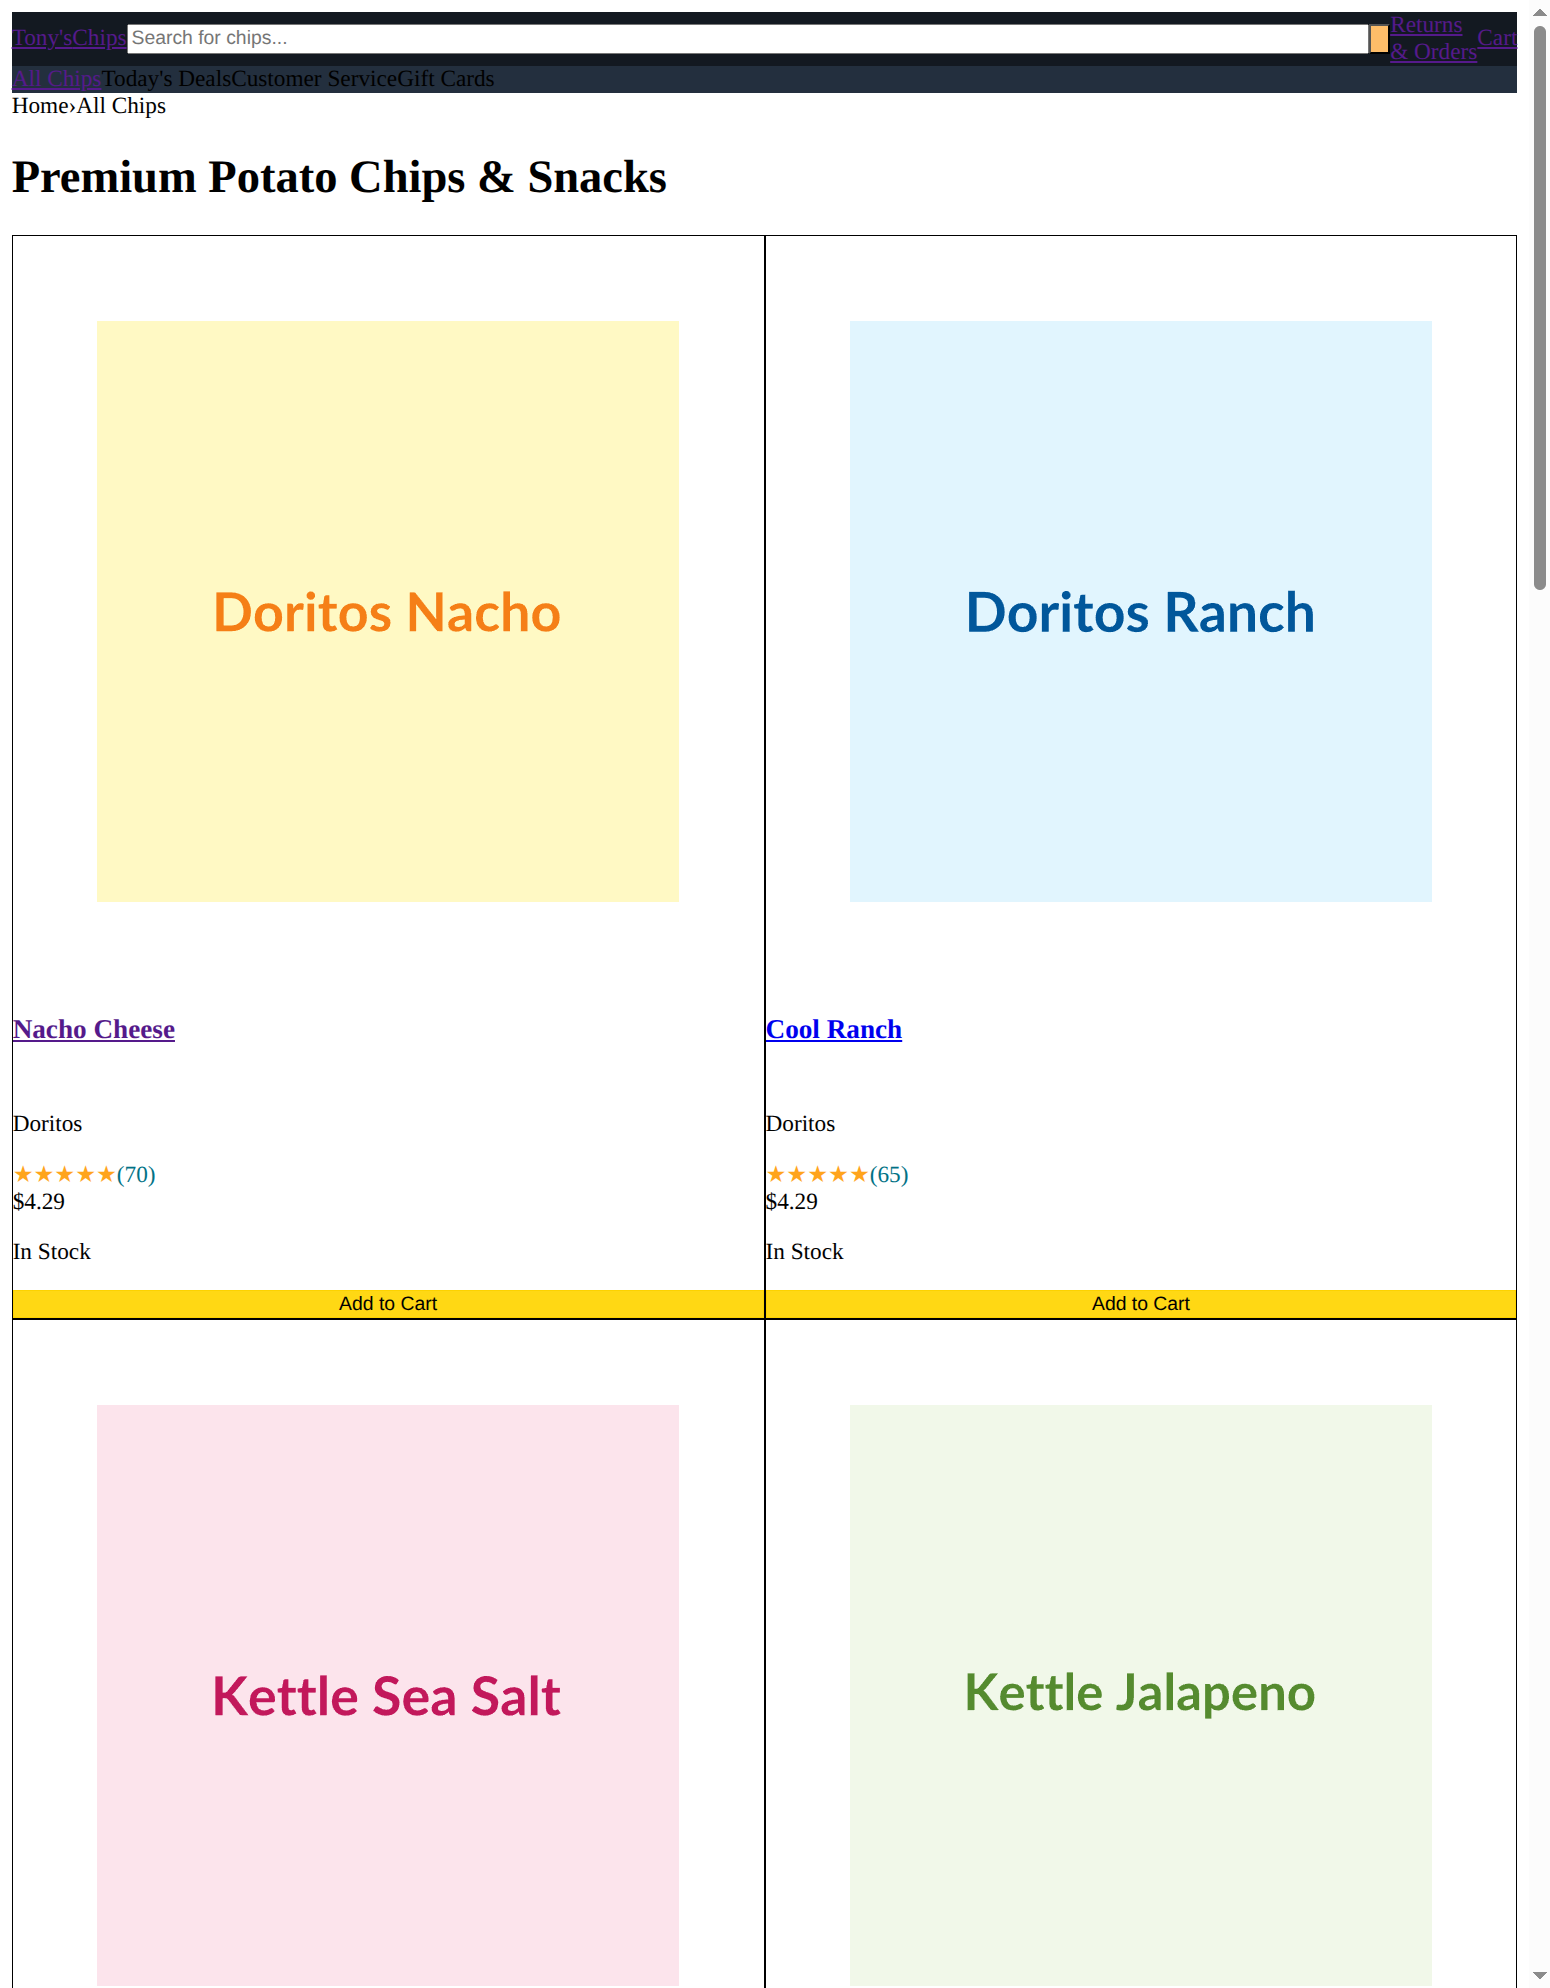 Tony'sChips Search for chips... Returns & Orders Cart
All Chips Today's Deals Customer Service Gift Cards
Home›All Chips
Premium Potato Chips & Snacks
Doritos Nacho
Doritos Ranch
Nacho Cheese
Cool Ranch
Doritos
Doritos
★★★★★(70)
★★★★★(65)
$4.29
$4.29
In Stock
In Stock
Add to Cart
Add to Cart
Kettle Sea Salt
Kettle Jalapeno